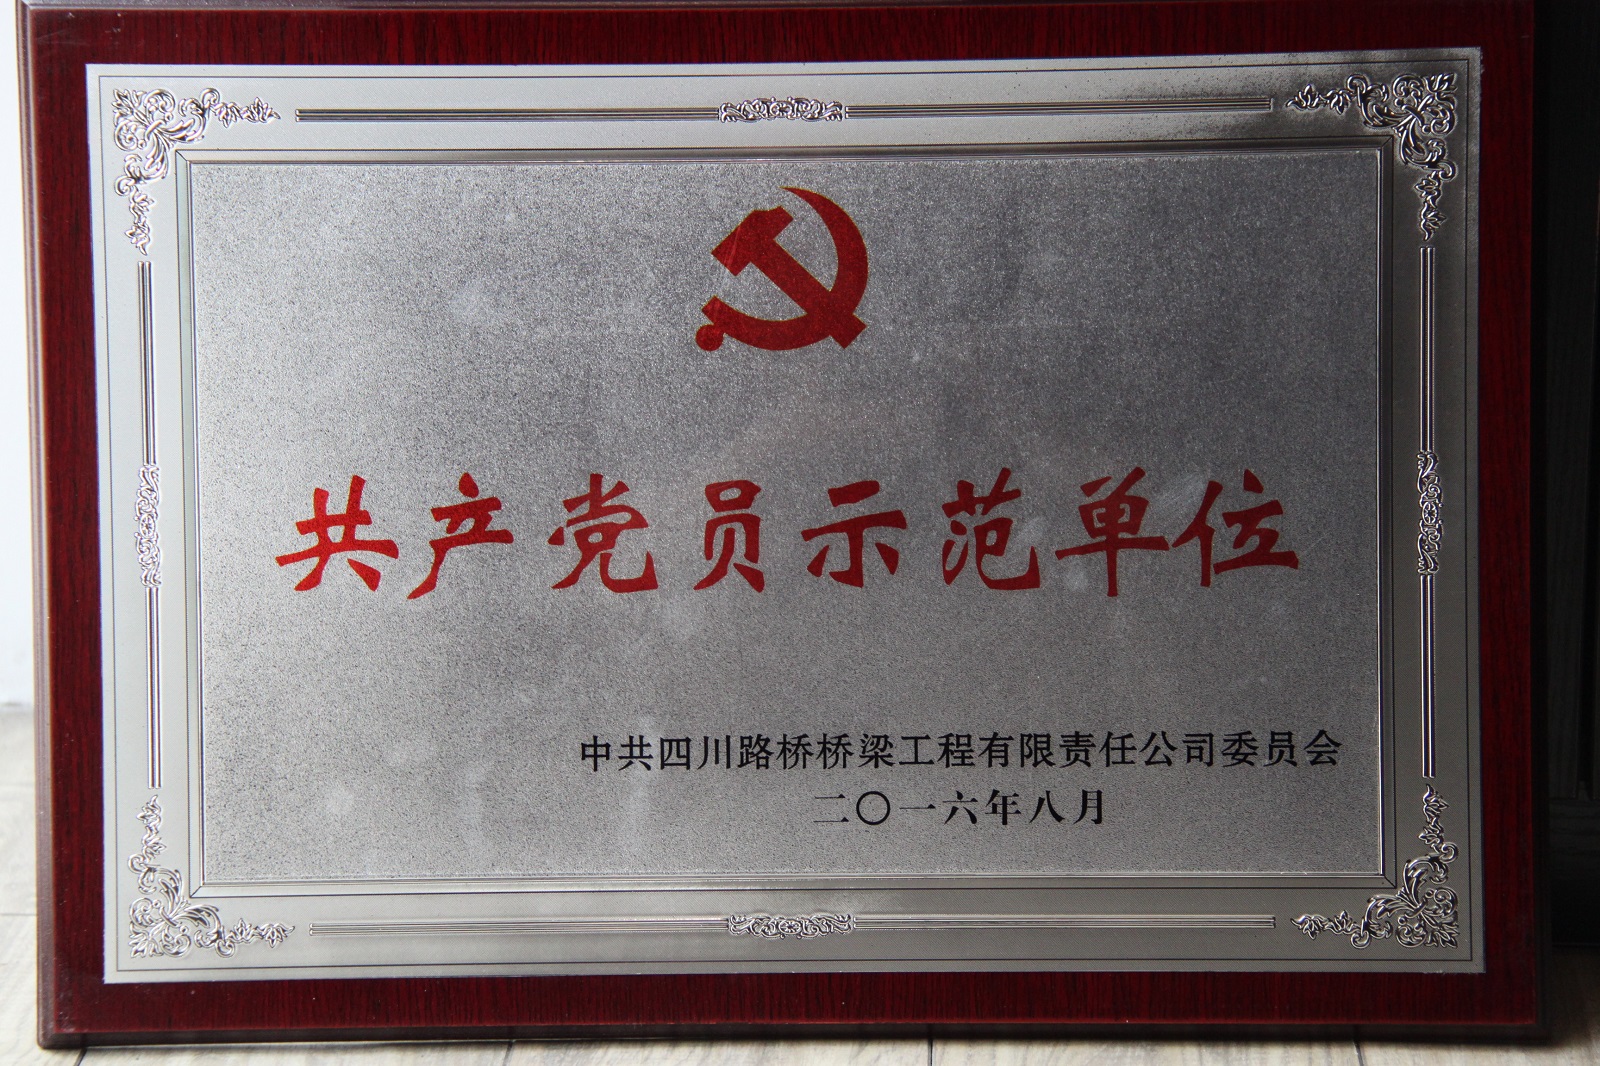 共产党员示范单位
中共四川路桥桥梁工程有限责任公司委员会
二〇一六年八月